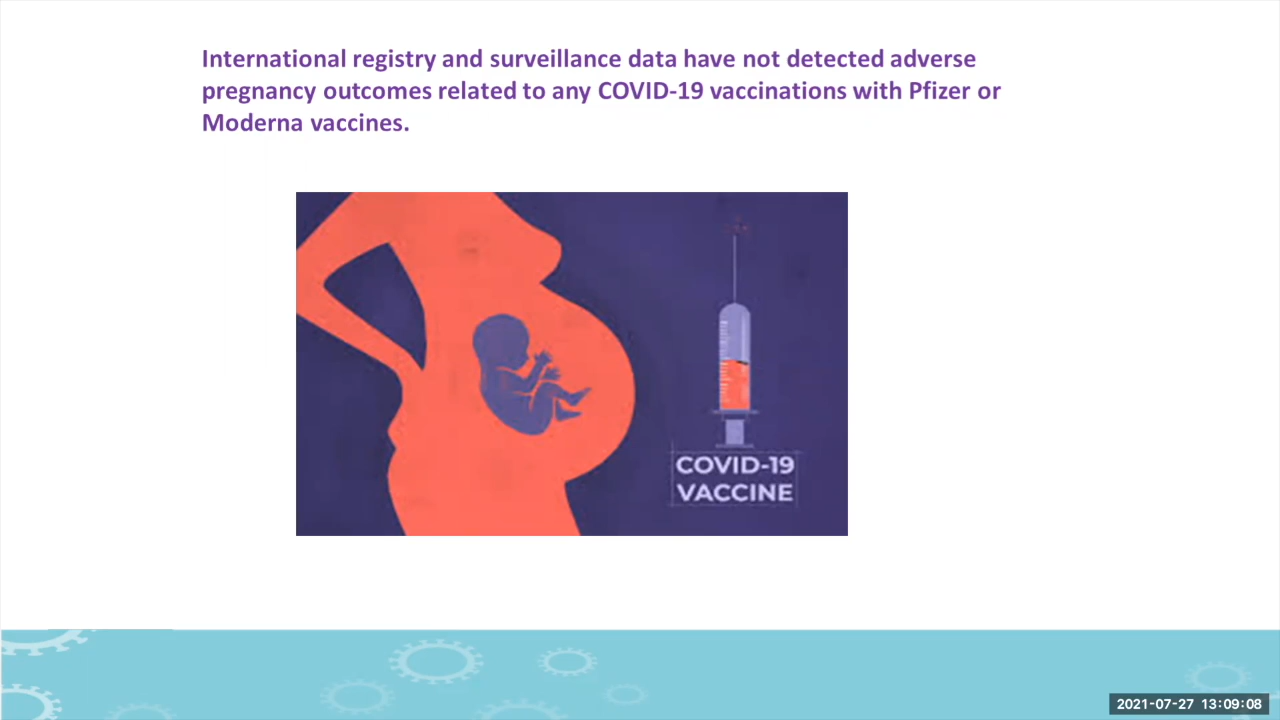 International registry and surveillance data have not detected adverse
pregnancy outcomes related to any COVID-19 vaccinations with Pfizer or
Moderna vaccines.
COVID-19
VACCINE
2021-07-27 13:09:08